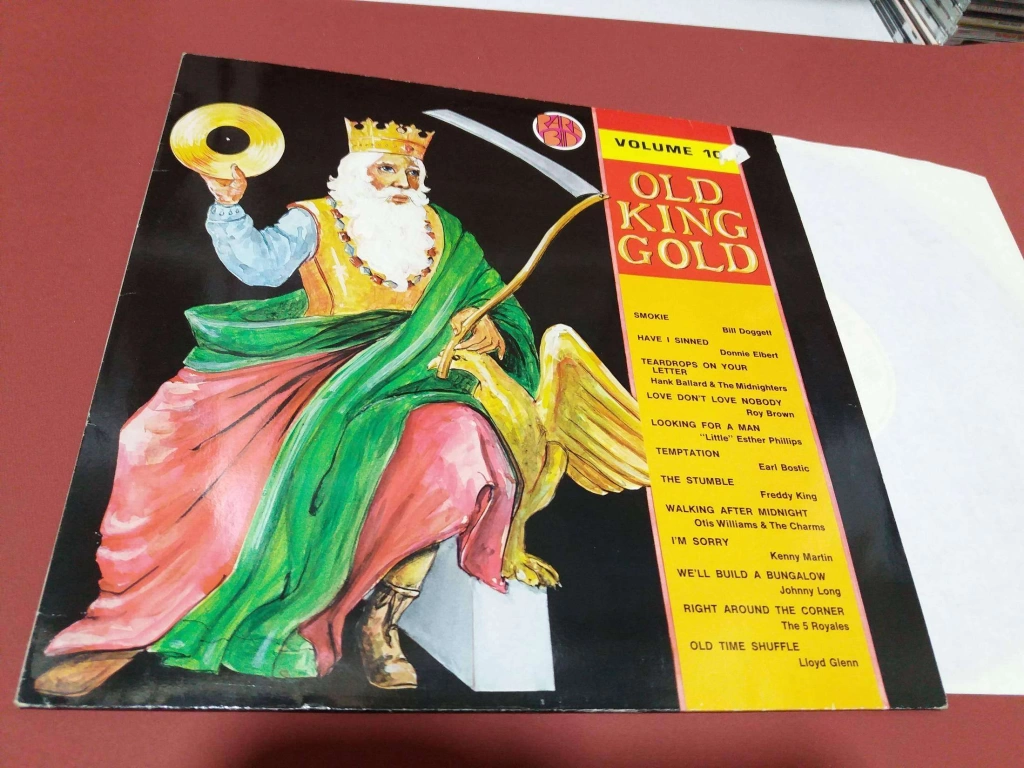 RARE
BID
VOLUME 10
OLD
KING
GOLD
SMOKIE
Bill Doggett
HAVE I SINNED
Donnie Elbert
TEARDROPS ON YOUR
LETTER
Hank Ballard & The Midnighters
LOVE DON'T LOVE NOBODY
Roy Brown
LOOKING FOR A MAN
"Little" Esther Phillips
TEMPTATION
Earl Bostic
THE STUMBLE
Freddy King
WALKING AFTER MIDNIGHT
Otis Williams & The Charms
I'M SORRY
Kenny Martin
WE'LL BUILD A BUNGALOW
Johnny Long
RIGHT AROUND THE CORNER
The 5 Royales
OLD TIME SHUFFLE
Lloyd Glenn